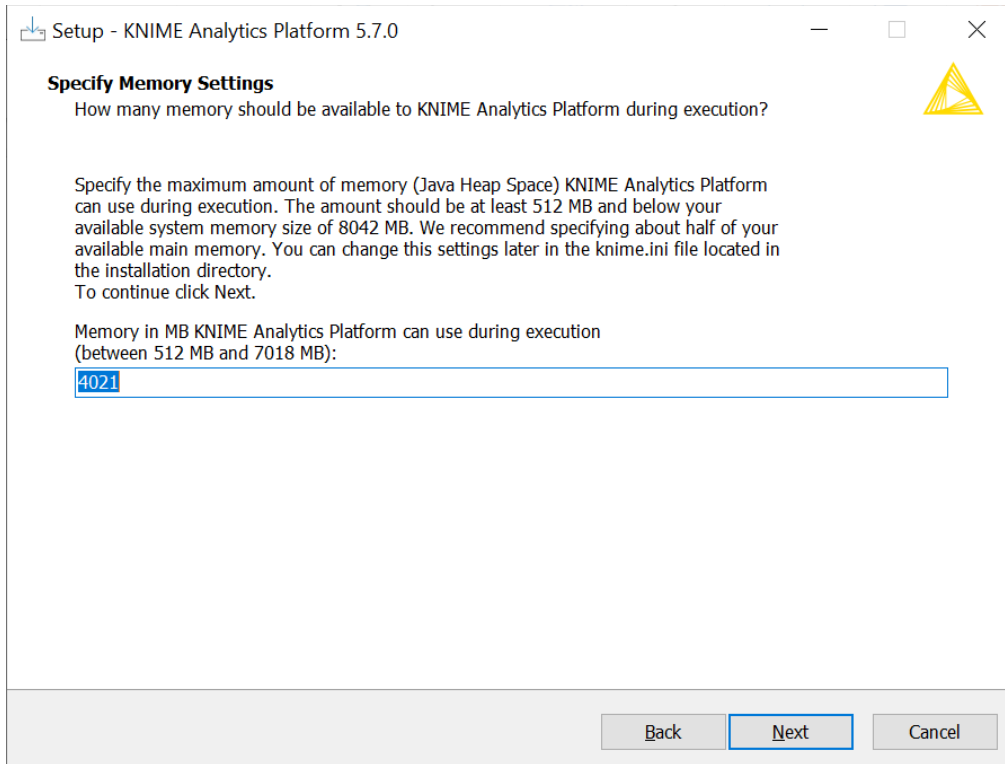 Setup - KNIME Analytics Platform 5.7.0
Specify Memory Settings
How many memory should be available to KNIME Analytics Platform during execution?
Specify the maximum amount of memory (Java Heap Space) KNIME Analytics Platform
can use during execution. The amount should be at least 512 MB and below your
available system memory size of 8042 MB. We recommend specifying about half of your
available main memory. You can change this settings later in the knime.ini file located in
the installation directory.
To continue click Next.
Memory in MB KNIME Analytics Platform can use during execution
(between 512 MB and 7018 MB):
4021
Back Next Cancel